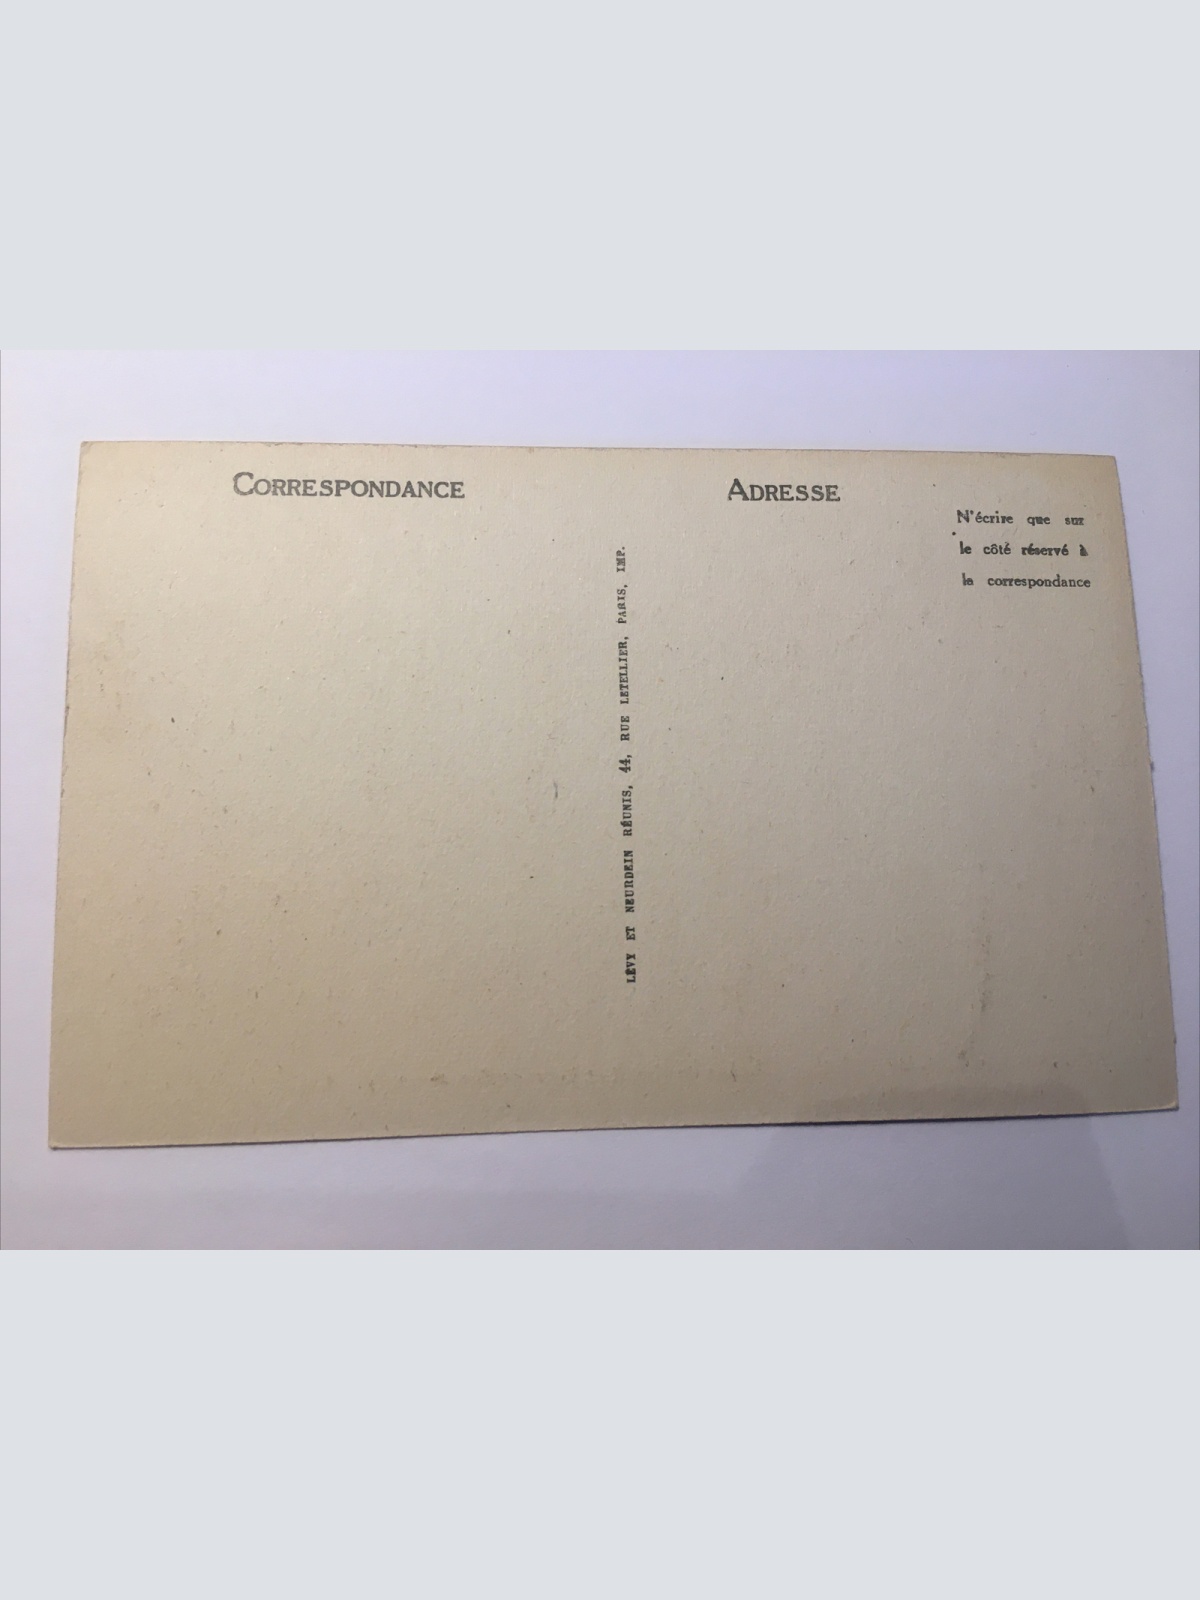 CORRESPONDANCE
ADRESSE
N'écrire que sur
le côté réservé à
la correspondance
LÉVY ET NEURDEIN RÉUNIS, 44, RUE LETELLIER, PARIS, IMP.